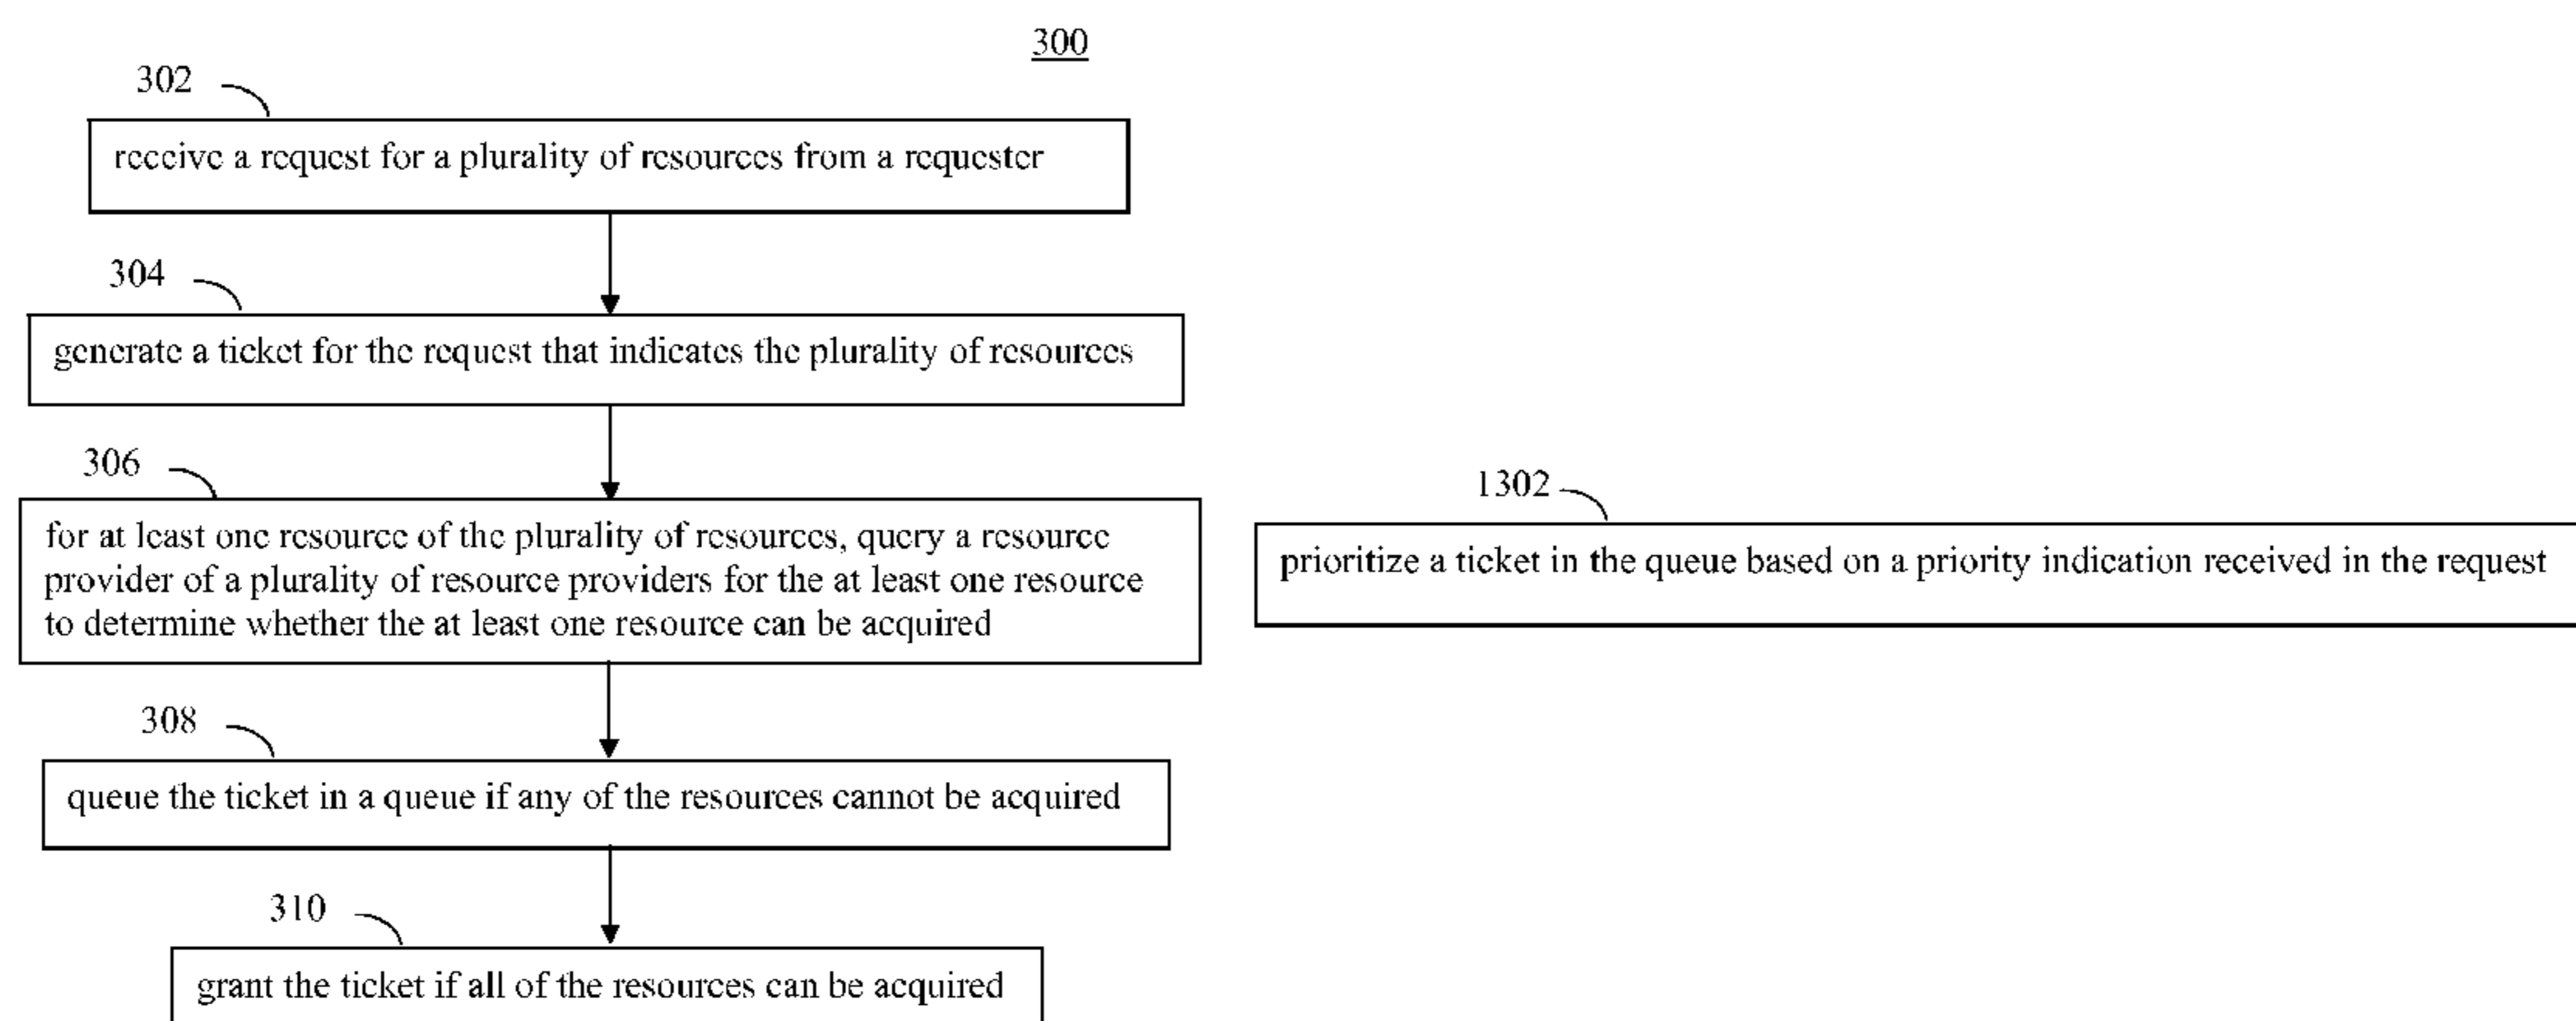 300
302
receive a request for a plurality of resources from a requester
304
generate a ticket for the request that indicates the plurality of resources
306
for at least one resource of the plurality of resources, query a resource
provider of a plurality of resource providers for the at least one resource
to determine whether the at least one resource can be acquired
1302
prioritize a ticket in the queue based on a priority indication received in the request
308
queue the ticket in a queue if any of the resources cannot be acquired
310
grant the ticket if all of the resources can be acquired